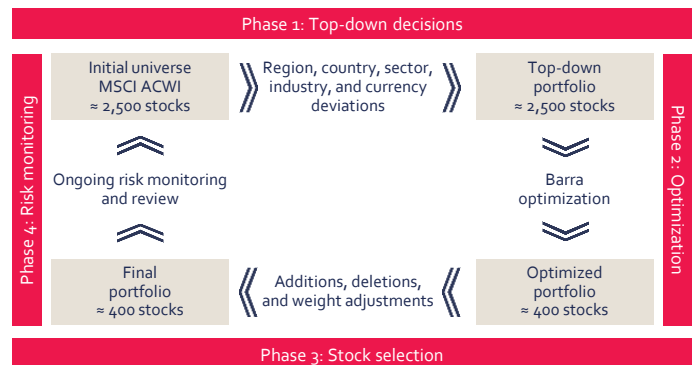 Phase 1: Top-down decisions
Initial universe
MSCI ACWI
≈ 2,500 stocks
Region, country, sector,
industry, and currency
deviations
Top-down
portfolio
≈ 2,500 stocks
Phase 2: Optimization
Barra
optimization
Optimized
portfolio
≈ 400 stocks
Additions, deletions,
and weight adjustments
Final
portfolio
≈ 400 stocks
Phase 3: Stock selection
Phase 4: Risk monitoring
Ongoing risk monitoring
and review